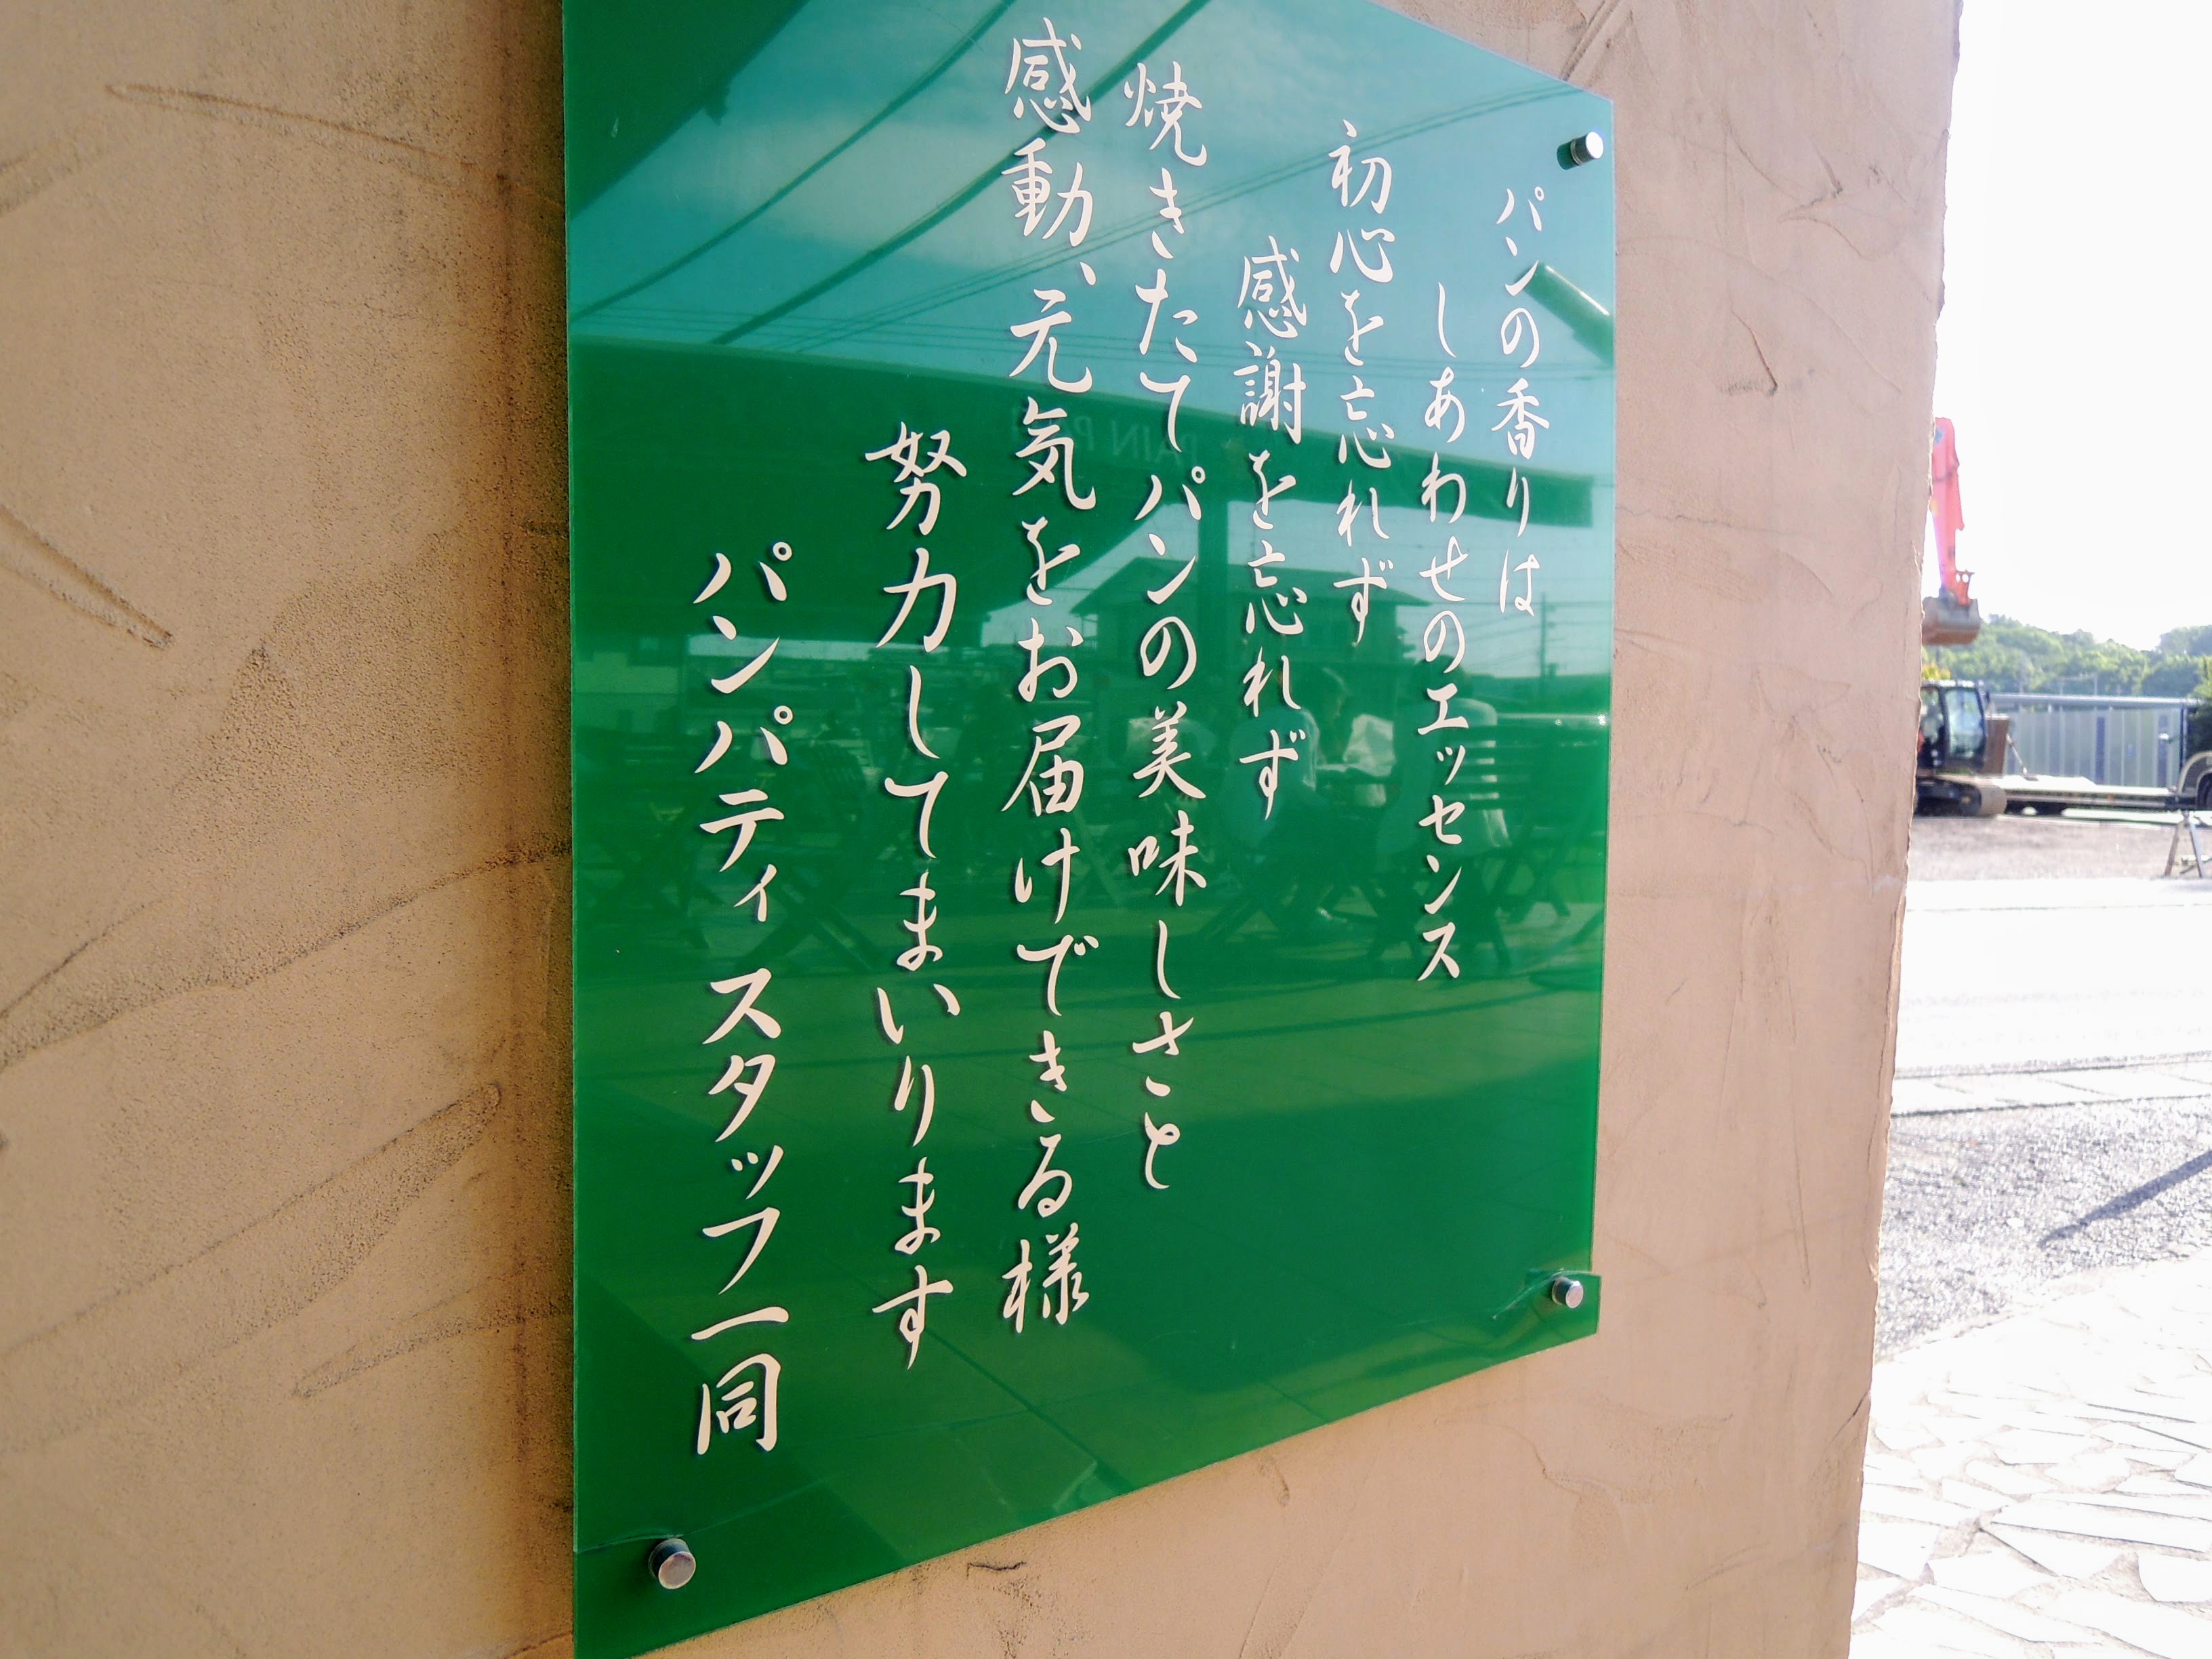 パンの香りは
しあわせのエッセンス
初心を忘れず
感謝を忘れず
焼きたてパンの美味しさと
感動、元気をお届けできる様
努力してまいります
パンパティ スタッフ一同